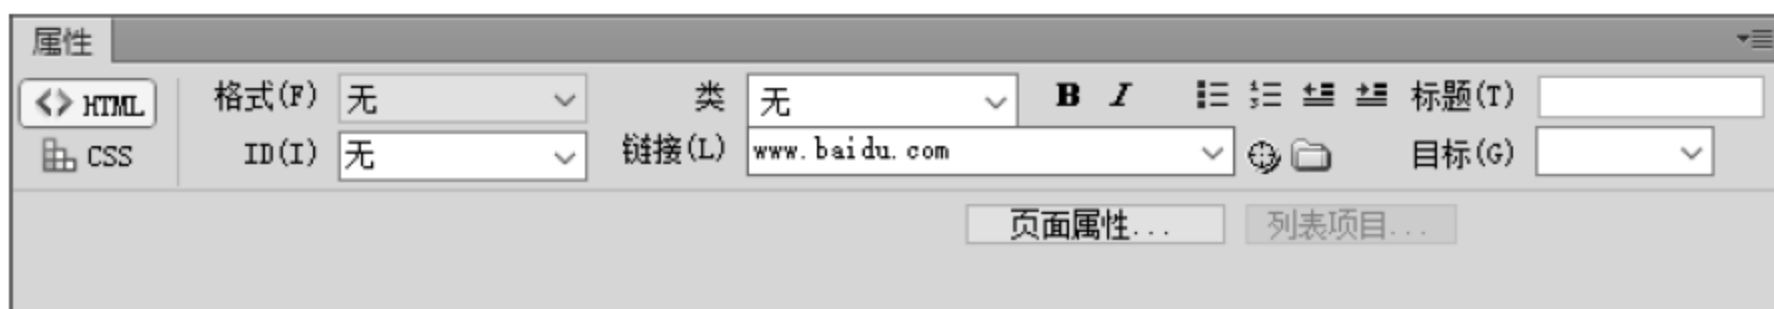 属性
HTML 格式(F) 无 类 无 B I 标题(T)
CSS ID(I) 无 链接(L) www.baidu.com 目标(G)
页面属性... 列表项目...